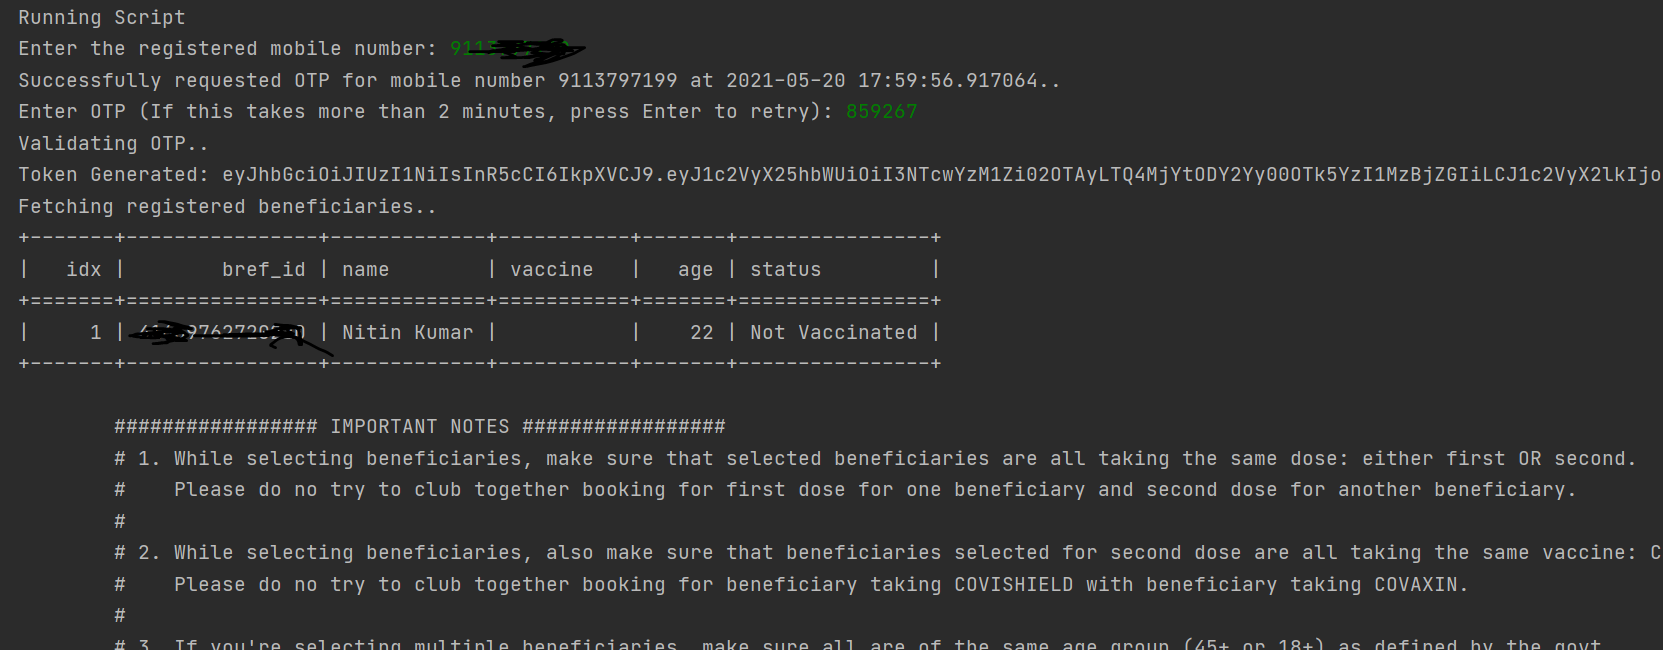 Running Script
Enter the registered mobile number:
Successfully requested OTP for mobile number 9113797199 at 2021-05-20 17:59:56.917064..
Enter OTP (If this takes more than 2 minutes, press Enter to retry): 859267
Validating OTP..
Token Generated: eyJhbGciOiJIUzI1NiIsInR5cCI6IkpXVCJ9.eyJ1c2VyX25hbWUiOiI3NTcwYzM1Zi02OTAyLTQ4MjYtODY2Yy00OTk5YzI1MzBjZGIiLCJ1c2VyX2lkIjo
Fetching registered beneficiaries..
+-------+----------------+-------------+-----------+-------+----------------+
| idx | bref_id | name | vaccine | age | status |
+=======+================+=============+===========+=======+================+
| 1 | | Nitin Kumar | | 22 | Not Vaccinated |
+-------+----------------+-------------+-----------+-------+----------------+
################# IMPORTANT NOTES #################
# 1. While selecting beneficiaries, make sure that selected beneficiaries are all taking the same dose: either first OR second.
# Please do no try to club together booking for first dose for one beneficiary and second dose for another beneficiary.
#
# 2. While selecting beneficiaries, also make sure that beneficiaries selected for second dose are all taking the same vaccine: C
# Please do no try to club together booking for beneficiary taking COVISHIELD with beneficiary taking COVAXIN.
#
# 3. If you're selecting multiple beneficiaries, make sure all are of the same age group (45+ or 18+) as defined by the govt.